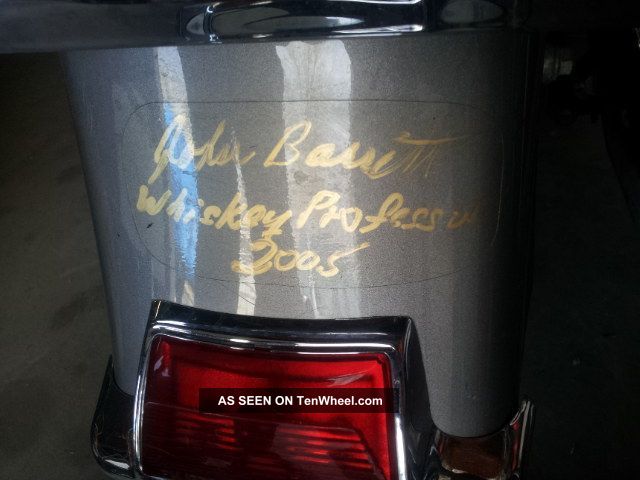 John Barrett
Whiskey Professor
2005
AS SEEN ON TenWheel.com